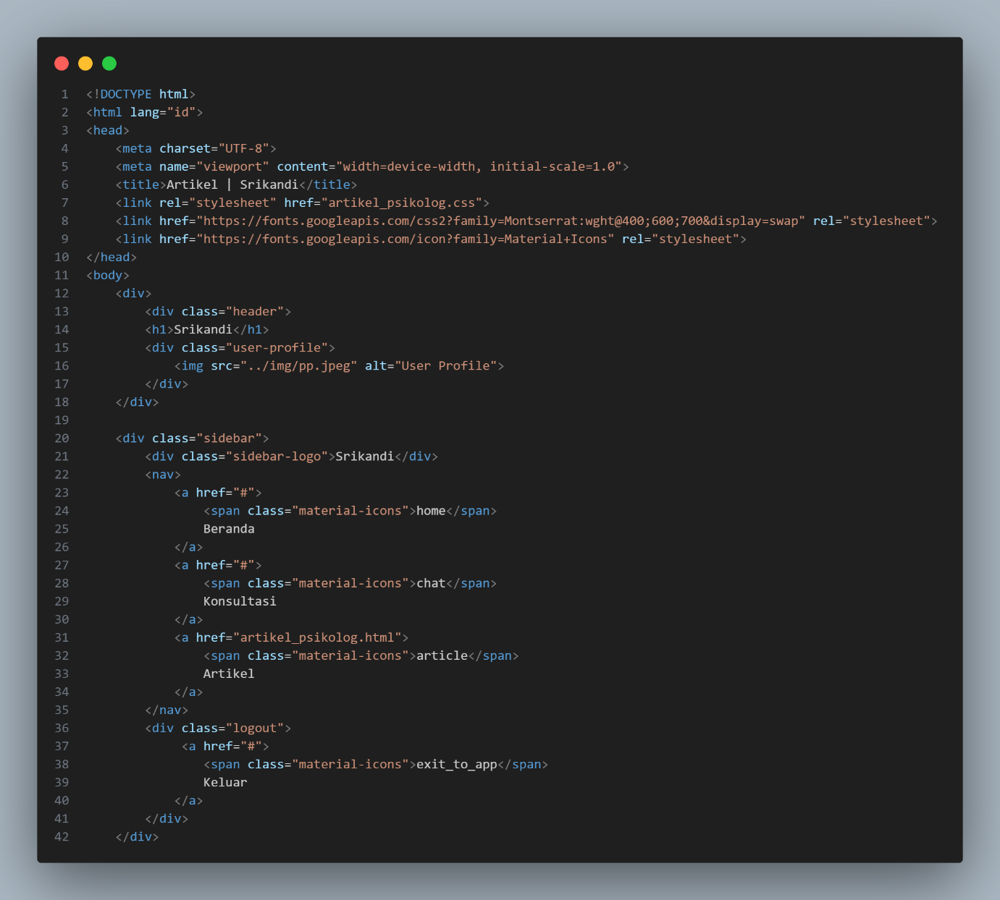 1 <!DOCTYPE html>
2 <html lang="id">
3 <head>
4     <meta charset="UTF-8">
5     <meta name="viewport" content="width=device-width, initial-scale=1.0">
6     <title>Artikel | Srikandi</title>
7     <link rel="stylesheet" href="artikel_psikolog.css">
8     <link href="https://fonts.googleapis.com/css2?family=Montserrat:wght@400;600;700&display=swap" rel="stylesheet">
9     <link href="https://fonts.googleapis.com/icon?family=Material+Icons" rel="stylesheet">
10 </head>
11 <body>
12     <div>
13         <div class="header">
14         <h1>Srikandi</h1>
15         <div class="user-profile">
16             <img src="../img/pp.jpeg" alt="User Profile">
17         </div>
18     </div>
19
20     <div class="sidebar">
21         <div class="sidebar-logo">Srikandi</div>
22         <nav>
23             <a href="#">
24                 <span class="material-icons">home</span>
25                 Beranda
26             </a>
27             <a href="#">
28                 <span class="material-icons">chat</span>
29                 Konsultasi
30             </a>
31             <a href="artikel_psikolog.html">
32                 <span class="material-icons">article</span>
33                 Artikel
34             </a>
35         </nav>
36         <div class="logout">
37              <a href="#">
38                 <span class="material-icons">exit_to_app</span>
39                 Keluar
40             </a>
41         </div>
42     </div>